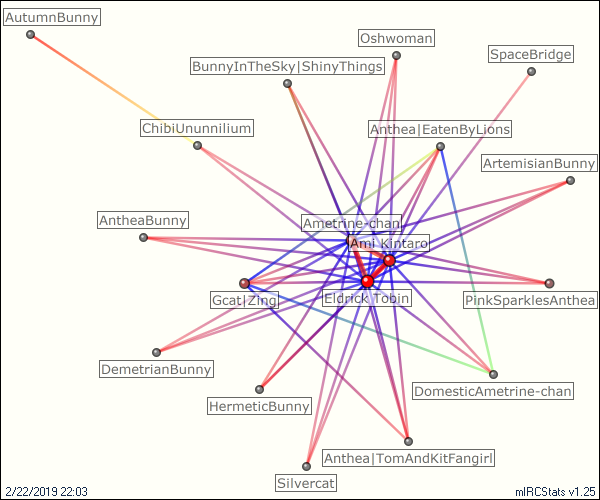 AutumnBunny
Oshwoman
SpaceBridge
BunnyInTheSky|ShinyThings
ChibiUnunnilium
Anthea|EatenByLions
ArtemisianBunny
AntheaBunny
Ametrine-chan
Ami_Kintaro
Gcat|Zhg
Eldrick_Tobin
PinkSparklesAnthea
DemetrianBunny
DomesticAmetrine-chan
HermeticBunny
Anthea|TomAndKitFangirl
Silvercat
2/22/2019 22:03
mIRCStats v1.25